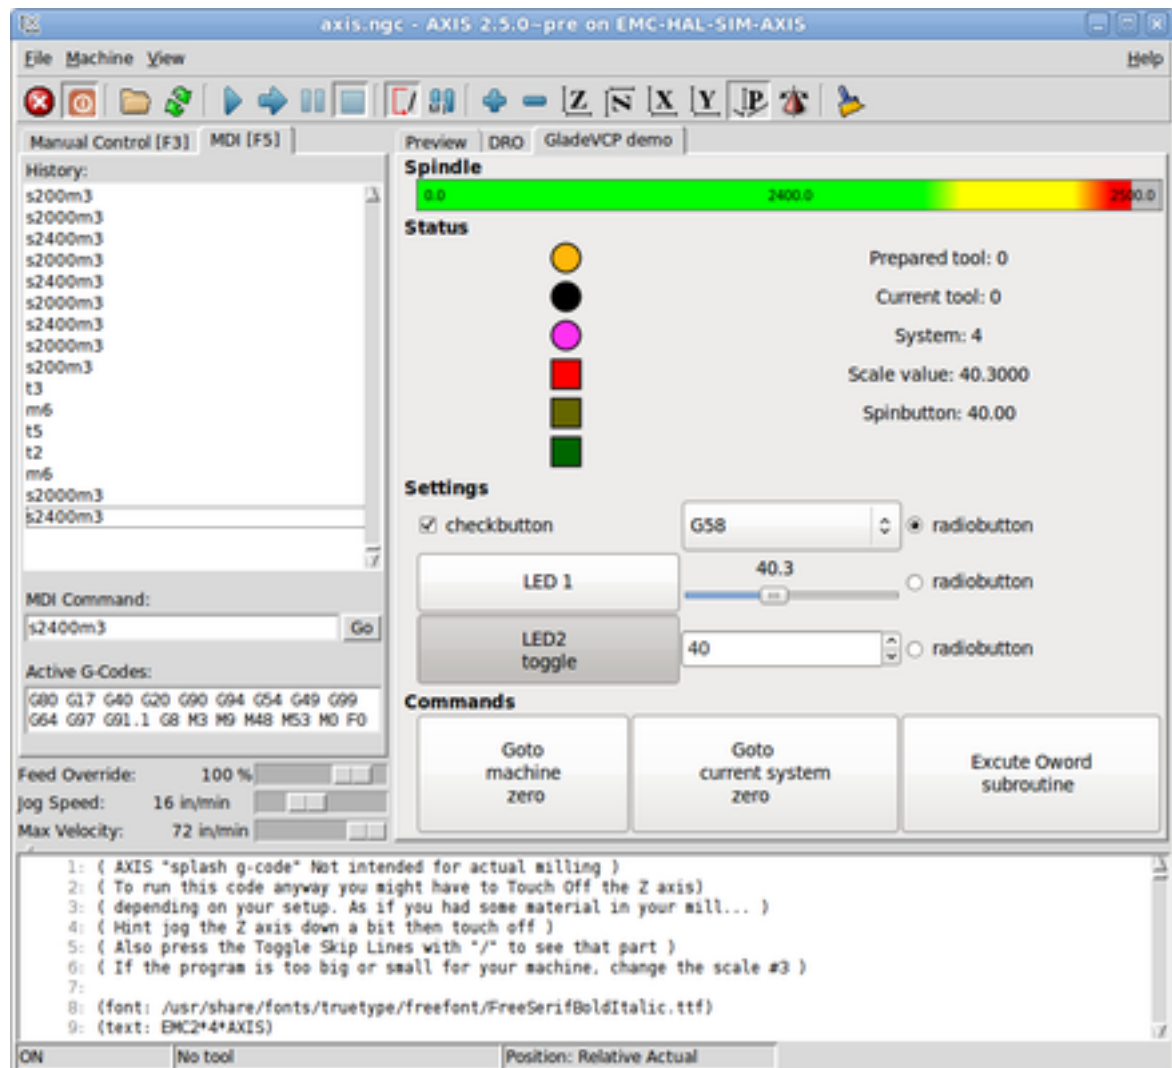 axis.ngc - AXIS 2.5.0~pre on EMC-HAL-SIM-AXIS
File Machine View Help
Z N X Y P
Manual Control [F3] MDI [F5]
History:
s200m3
s2000m3
s2400m3
s2000m3
s2400m3
s2000m3
s2400m3
s2000m3
s200m3
t3
m6
t5
t2
m6
s2000m3
s2400m3
MDI Command:
s2400m3 Go
Active G-Codes:
G80 G17 G40 G20 G90 G94 G54 G49 G99
G64 G97 G91.1 G8 M3 M9 M48 M53 M0 F0
Feed Override: 100 %
Jog Speed: 16 in/min
Max Velocity: 72 in/min
Preview DRO GladeVCP demo
Spindle
0.0 2400.0 2500.0
Status
Prepared tool: 0
Current tool: 0
System: 4
Scale value: 40.3000
Spinbutton: 40.00
Settings
checkbutton G58 radiobutton
LED 1 40.3 radiobutton
LED2
toggle
40 radiobutton
Commands
Goto
machine
zero
Goto
current system
zero
Excute Oword
subroutine
1: ( AXIS "splash g-code" Not intended for actual milling )
2: ( To run this code anyway you might have to Touch Off the Z axis)
3: ( depending on your setup. As if you had some material in your mill... )
4: ( Hint jog the Z axis down a bit then touch off )
5: ( Also press the Toggle Skip Lines with "/" to see that part )
6: ( If the program is too big or small for your machine, change the scale #3 )
7:
8: (font: /usr/share/fonts/truetype/freefont/FreeSerifBoldItalic.ttf)
9: (text: EMC2*4*AXIS)
ON No tool Position: Relative Actual